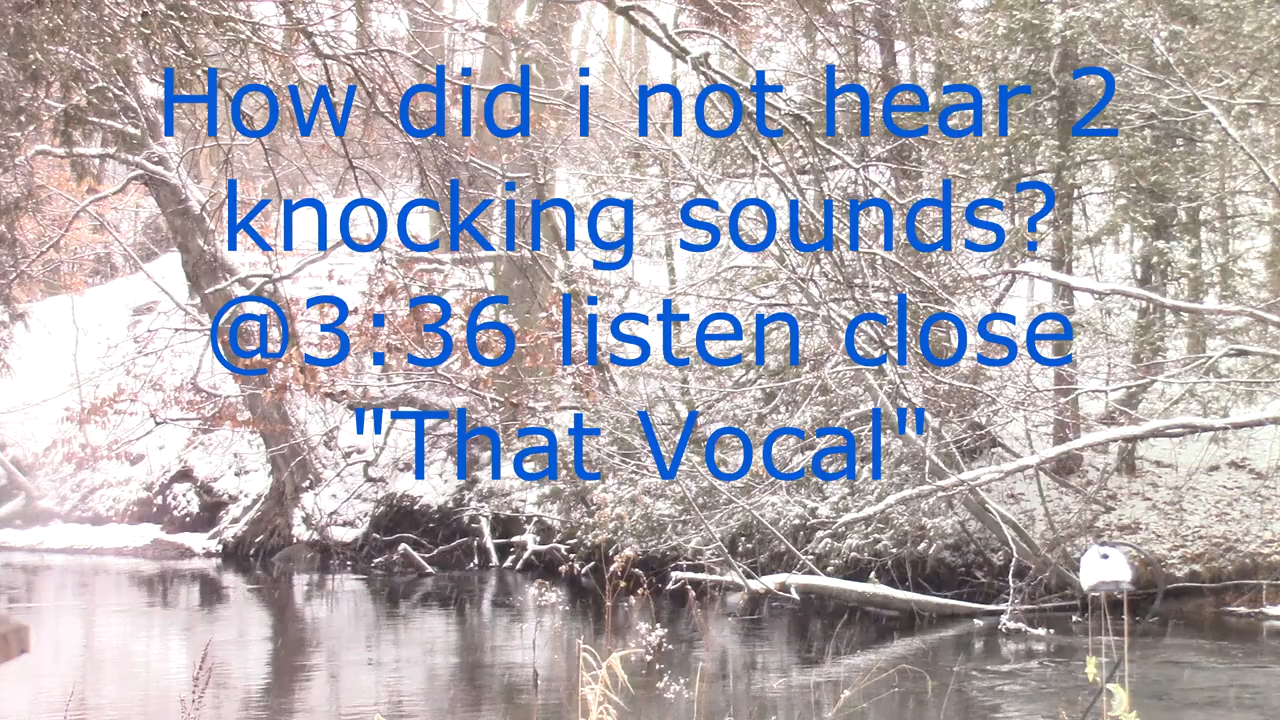 How did i not hear 2
knocking sounds?
@3:36 listen close
"That Vocal"